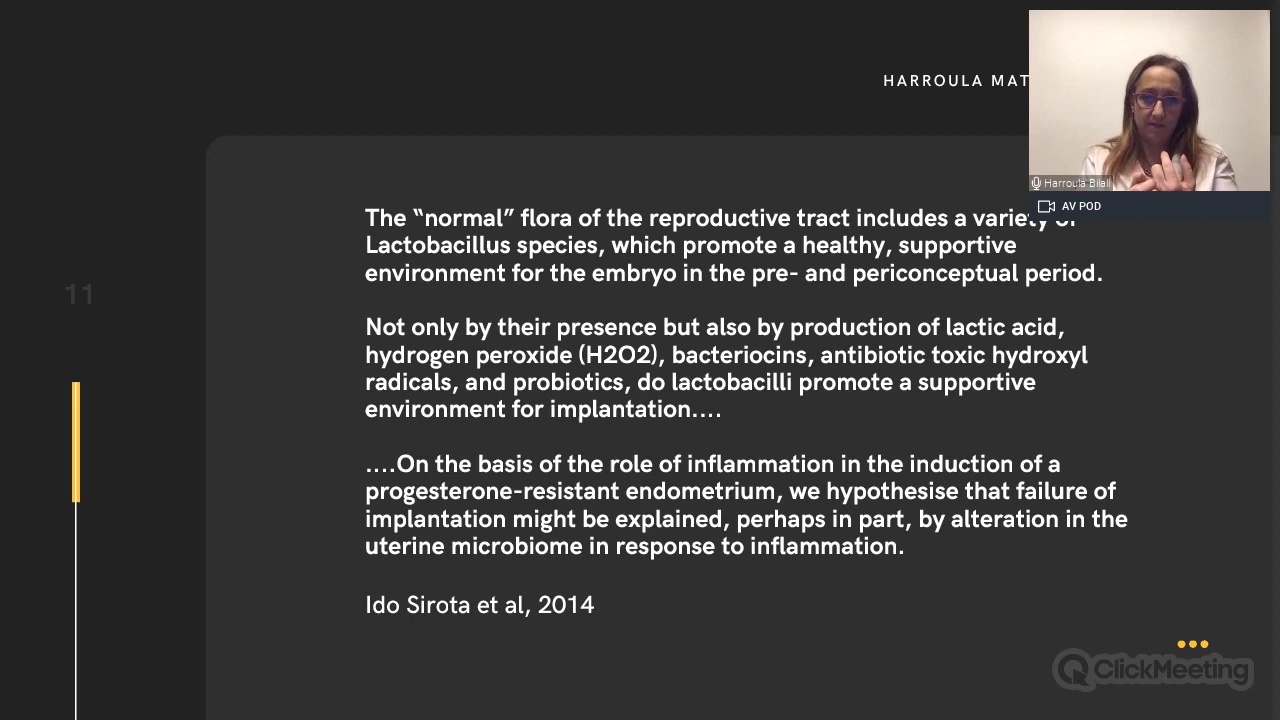 HARROULA MAT
Harroula Bilali
AV POD
The “normal” flora of the reproductive tract includes a variety of
Lactobacillus species, which promote a healthy, supportive
environment for the embryo in the pre- and periconceptual period.
11
Not only by their presence but also by production of lactic acid,
hydrogen peroxide (H2O2), bacteriocins, antibiotic toxic hydroxyl
radicals, and probiotics, do lactobacilli promote a supportive
environment for implantation....
....On the basis of the role of inflammation in the induction of a
progesterone-resistant endometrium, we hypothesise that failure of
implantation might be explained, perhaps in part, by alteration in the
uterine microbiome in response to inflammation.
Ido Sirota et al, 2014
ClickMeeting